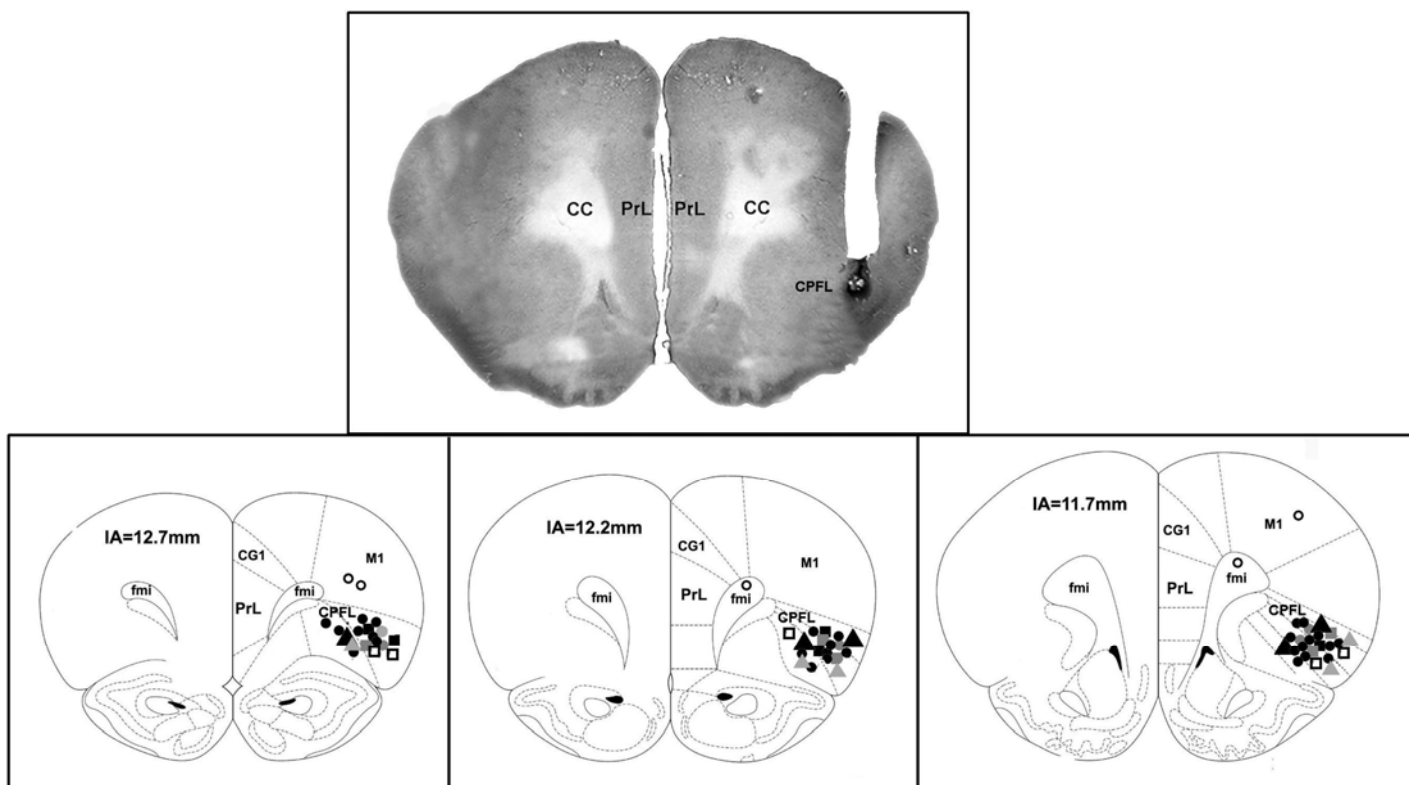 CC PrL PrL CC
CPFL
IA=12.7mm
CG1
M1
fmi
fmi
PrL
CPFL
IA=12.2mm
CG1
M1
fmi
PrL
fmi
CPFL
IA=11.7mm
CG1
M1
fmi
PrL
fmi
CPFL